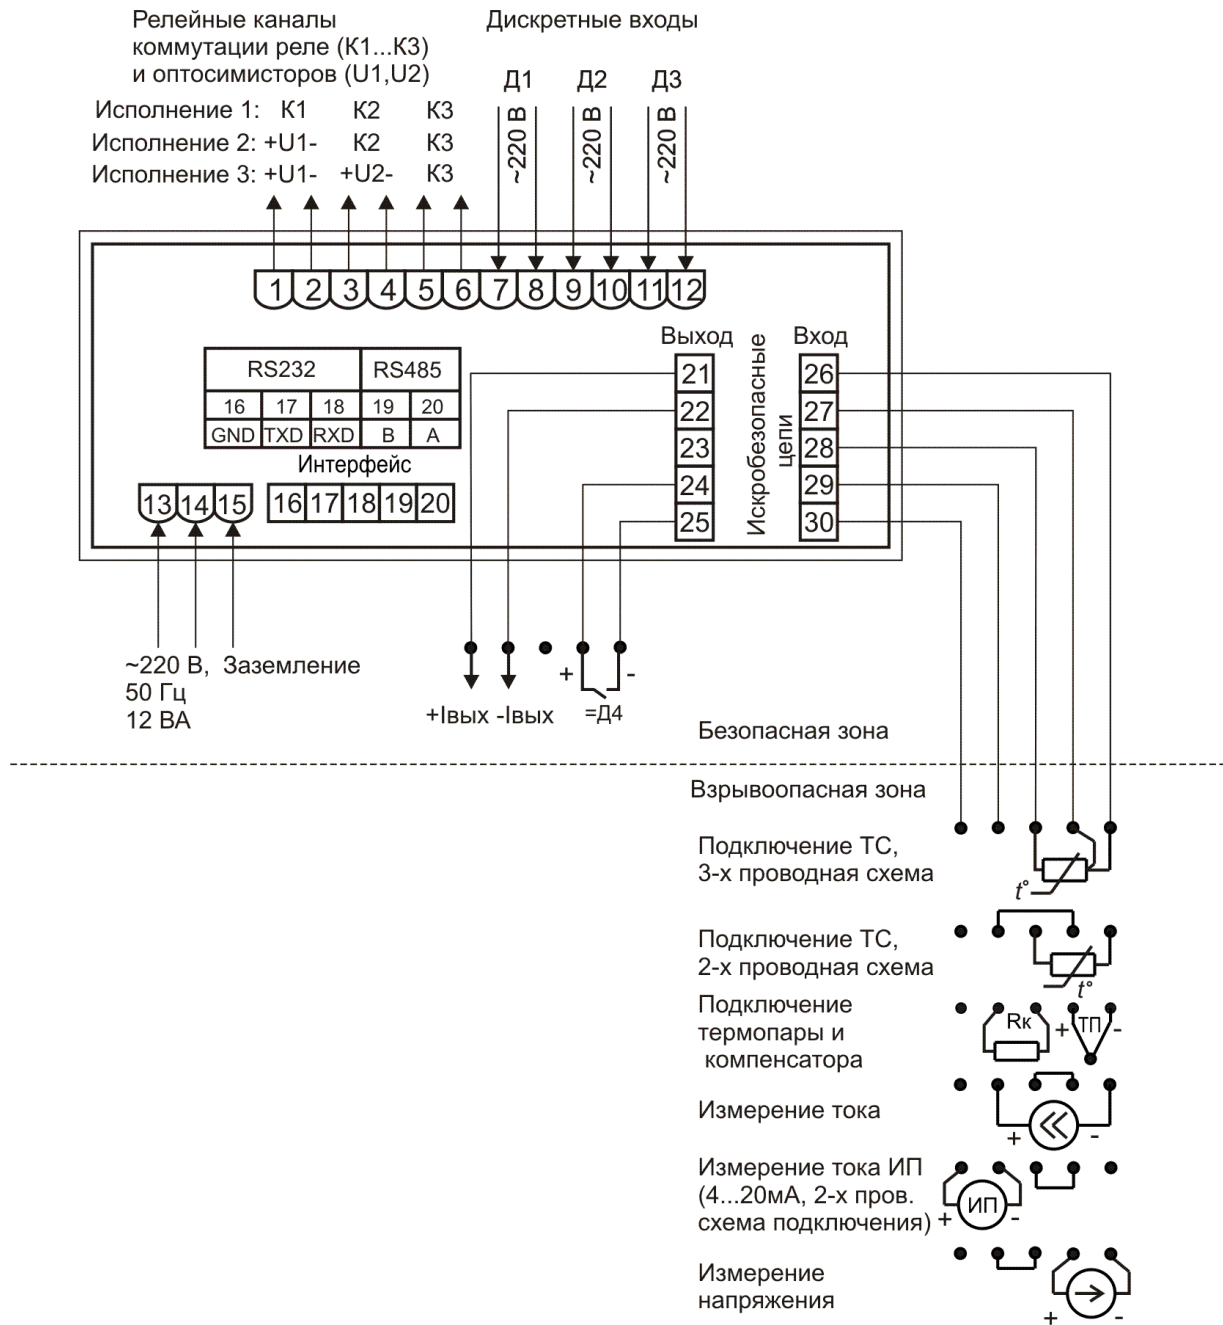 Релейные каналы
коммутации реле (К1...К3)
и оптосимисторов (U1,U2)
Исполнение 1: К1 К2 К3
Исполнение 2: +U1- К2 К3
Исполнение 3: +U1- +U2- К3
Дискретные входы
Д1 Д2 Д3
~220 В ~220 В ~220 В
1 2 3 4 5 6 7 8 9 10 11 12
RS232 RS485
16 17 18 19 20
GND TXD RXD B A
Интерфейс
13 14 15
16 17 18 19 20
Выход
21
22
23
24
25
Искробезопасные
цепи
Вход
26
27
28
29
30
~220 В, Заземление
50 Гц
12 ВА
+Iвых -Iвых
+ -
=Д4
Безопасная зона
Взрывоопасная зона
Подключение ТС,
3-х проводная схема
t°
Подключение ТС,
2-х проводная схема
t°
Подключение
термопары и
компенсатора
Rк + ТП -
Измерение тока
+ -
Измерение тока ИП
(4...20мА, 2-х пров.
схема подключения)
+ ИП -
Измерение
напряжения
+ -